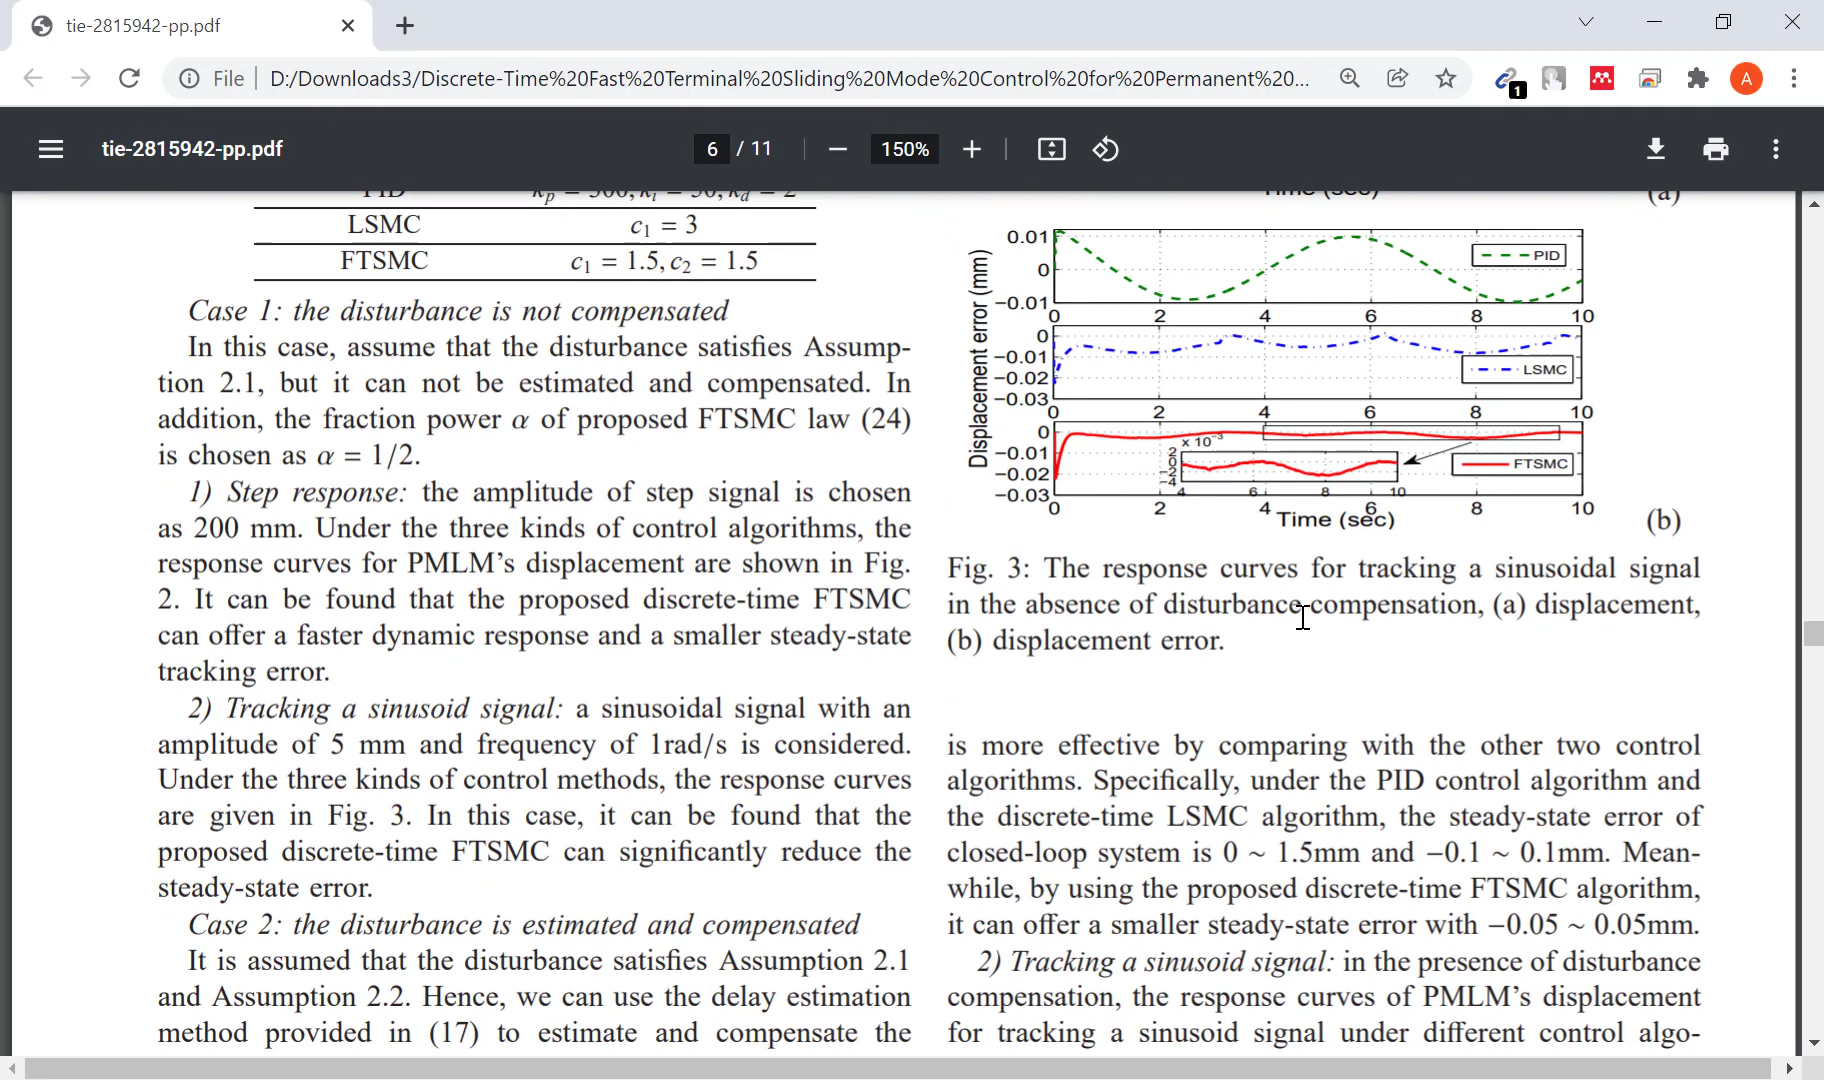 tie-2815942-pp.pdf
File
D:/Downloads3/Discrete-Time%20Fast%20Terminal%20Sliding%20Mode%20Control%20for%20Permanent%20...
1
A
tie-2815942-pp.pdf
6 / 11
150%
PID kp = 500, ki = 50, kd = 2
LSMC c1 = 3
FTSMC c1 = 1.5, c2 = 1.5
Case 1: the disturbance is not compensated
In this case, assume that the disturbance satisfies Assump-
tion 2.1, but it can not be estimated and compensated. In
addition, the fraction power α of proposed FTSMC law (24)
is chosen as α = 1/2.
1) Step response: the amplitude of step signal is chosen
as 200 mm. Under the three kinds of control algorithms, the
response curves for PMLM's displacement are shown in Fig.
2. It can be found that the proposed discrete-time FTSMC
can offer a faster dynamic response and a smaller steady-state
tracking error.
2) Tracking a sinusoid signal: a sinusoidal signal with an
amplitude of 5 mm and frequency of 1rad/s is considered.
Under the three kinds of control methods, the response curves
are given in Fig. 3. In this case, it can be found that the
proposed discrete-time FTSMC can significantly reduce the
steady-state error.
Case 2: the disturbance is estimated and compensated
It is assumed that the disturbance satisfies Assumption 2.1
and Assumption 2.2. Hence, we can use the delay estimation
method provided in (17) to estimate and compensate the
Time (sec)
(a)
Displacement error (mm)
0.01
0
−0.01
PID
0 2 4 6 8 10
0
−0.01
−0.02
−0.03
LSMC
0 2 4 6 8 10
0
−0.01
−0.02
−0.03
x 10⁻³
2
0
−2
−4
4 6 8 10
FTSMC
0 2 4 6 8 10
Time (sec)
(b)
Fig. 3: The response curves for tracking a sinusoidal signal
in the absence of disturbance compensation, (a) displacement,
(b) displacement error.
is more effective by comparing with the other two control
algorithms. Specifically, under the PID control algorithm and
the discrete-time LSMC algorithm, the steady-state error of
closed-loop system is 0 ~ 1.5mm and −0.1 ~ 0.1mm. Mean-
while, by using the proposed discrete-time FTSMC algorithm,
it can offer a smaller steady-state error with −0.05 ~ 0.05mm.
2) Tracking a sinusoid signal: in the presence of disturbance
compensation, the response curves of PMLM's displacement
for tracking a sinusoid signal under different control algo-